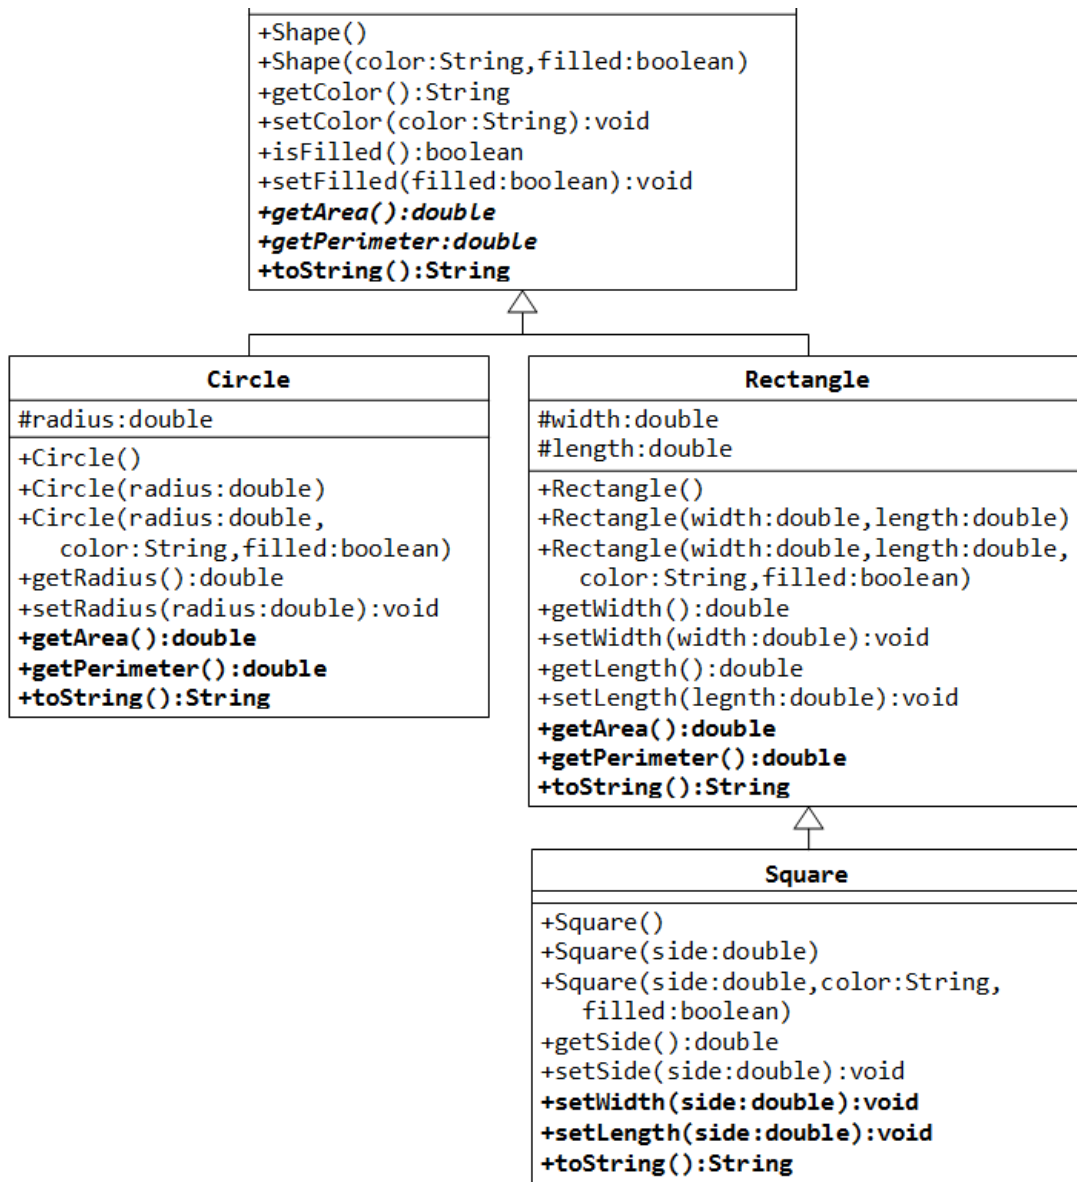 +Shape()
+Shape(color:String,filled:boolean)
+getColor():String
+setColor(color:String):void
+isFilled():boolean
+setFilled(filled:boolean):void
+getArea():double
+getPerimeter:double
+toString():String
Circle
#radius:double
+Circle()
+Circle(radius:double)
+Circle(radius:double,
color:String,filled:boolean)
+getRadius():double
+setRadius(radius:double):void
+getArea():double
+getPerimeter():double
+toString():String
Rectangle
#width:double
#length:double
+Rectangle()
+Rectangle(width:double,length:double)
+Rectangle(width:double,length:double,
color:String,filled:boolean)
+getWidth():double
+setWidth(width:double):void
+getLength():double
+setLength(legnth:double):void
+getArea():double
+getPerimeter():double
+toString():String
Square
+Square()
+Square(side:double)
+Square(side:double,color:String,
filled:boolean)
+getSide():double
+setSide(side:double):void
+setWidth(side:double):void
+setLength(side:double):void
+toString():String